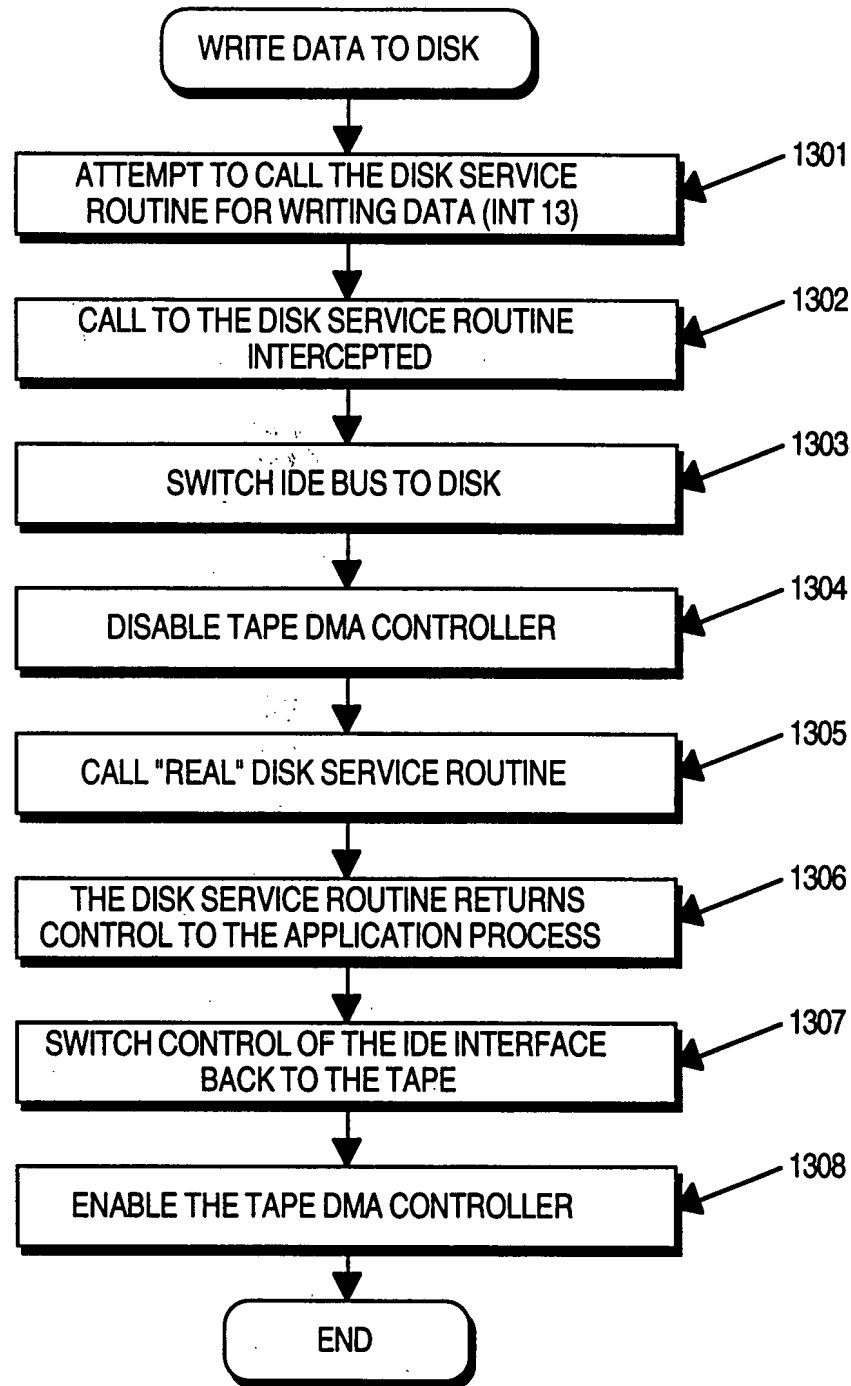 WRITE DATA TO DISK
ATTEMPT TO CALL THE DISK SERVICE
ROUTINE FOR WRITING DATA (INT 13)
1301
CALL TO THE DISK SERVICE ROUTINE
INTERCEPTED
1302
SWITCH IDE BUS TO DISK
1303
DISABLE TAPE DMA CONTROLLER
1304
CALL "REAL" DISK SERVICE ROUTINE
1305
THE DISK SERVICE ROUTINE RETURNS
CONTROL TO THE APPLICATION PROCESS
1306
SWITCH CONTROL OF THE IDE INTERFACE
BACK TO THE TAPE
1307
ENABLE THE TAPE DMA CONTROLLER
1308
END